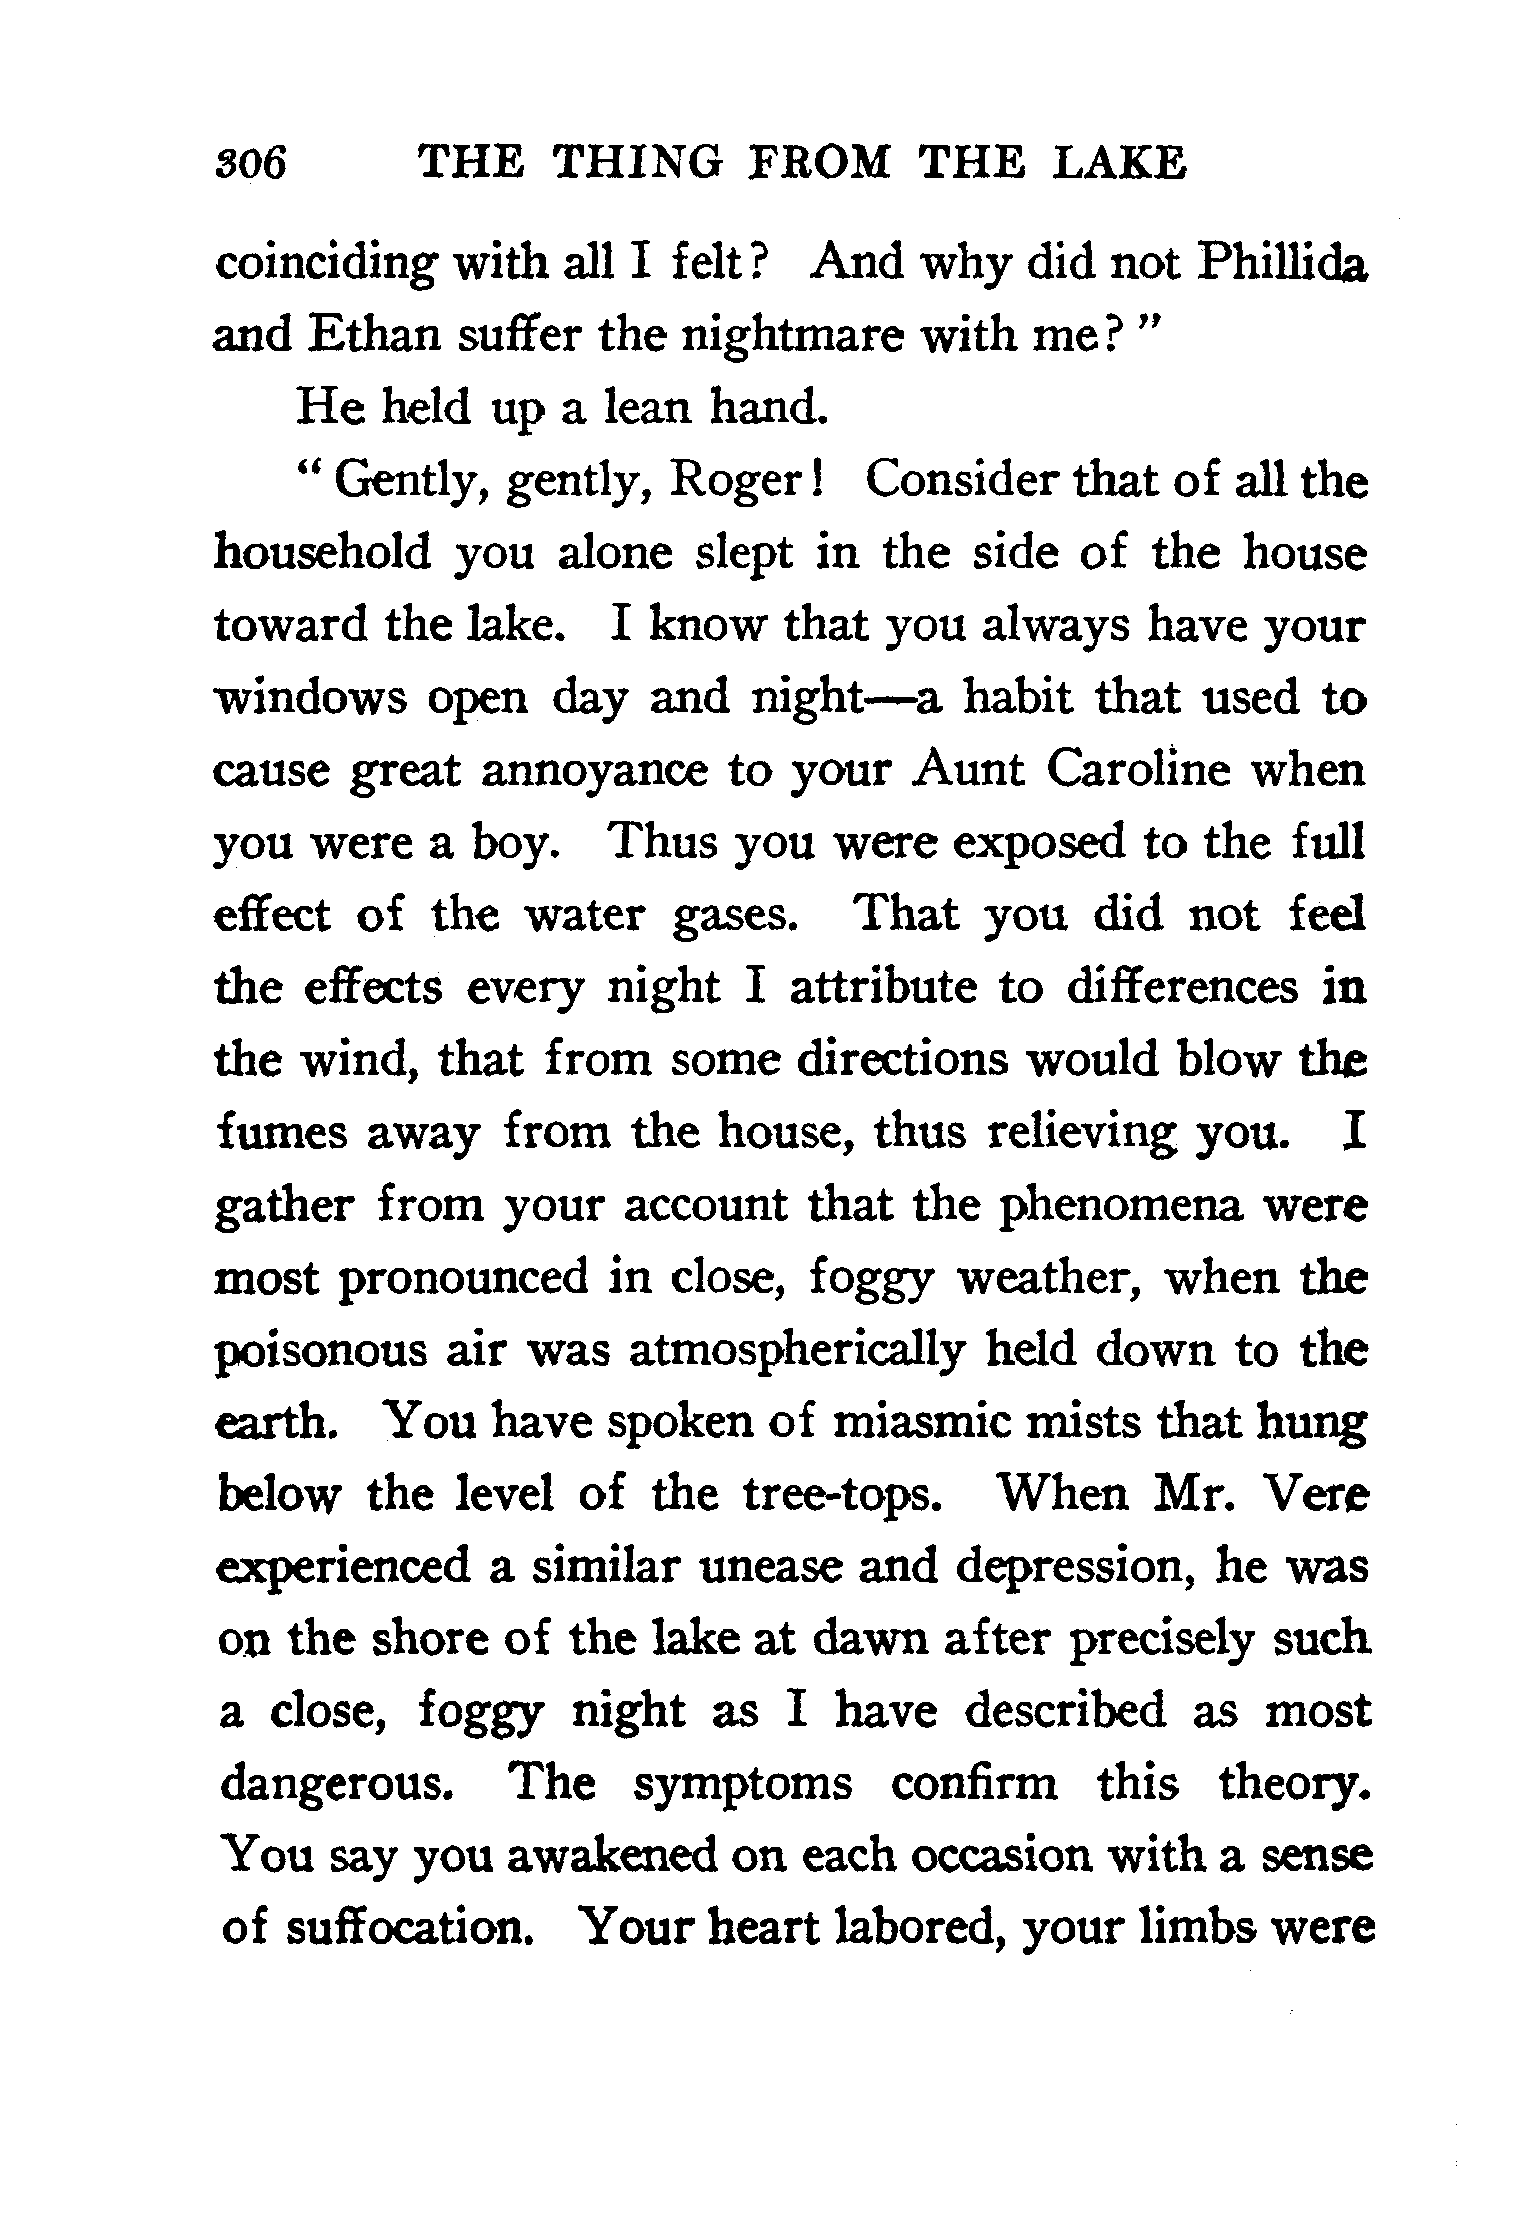 306 THE THING FROM THE LAKE
coinciding with all I felt? And why did not Phillida
and Ethan suffer the nightmare with me?"
He held up a lean hand.
"Gently, gently, Roger! Consider that of all the
household you alone slept in the side of the house
toward the lake. I know that you always have your
windows open day and night—a habit that used to
cause great annoyance to your Aunt Caroline when
you were a boy. Thus you were exposed to the full
effect of the water gases. That you did not feel
the effects every night I attribute to differences in
the wind, that from some directions would blow the
fumes away from the house, thus relieving you. I
gather from your account that the phenomena were
most pronounced in close, foggy weather, when the
poisonous air was atmospherically held down to the
earth. You have spoken of miasmic mists that hung
below the level of the tree-tops. When Mr. Vere
experienced a similar unease and depression, he was
on the shore of the lake at dawn after precisely such
a close, foggy night as I have described as most
dangerous. The symptoms confirm this theory.
You say you awakened on each occasion with a sense
of suffocation. Your heart labored, your limbs were